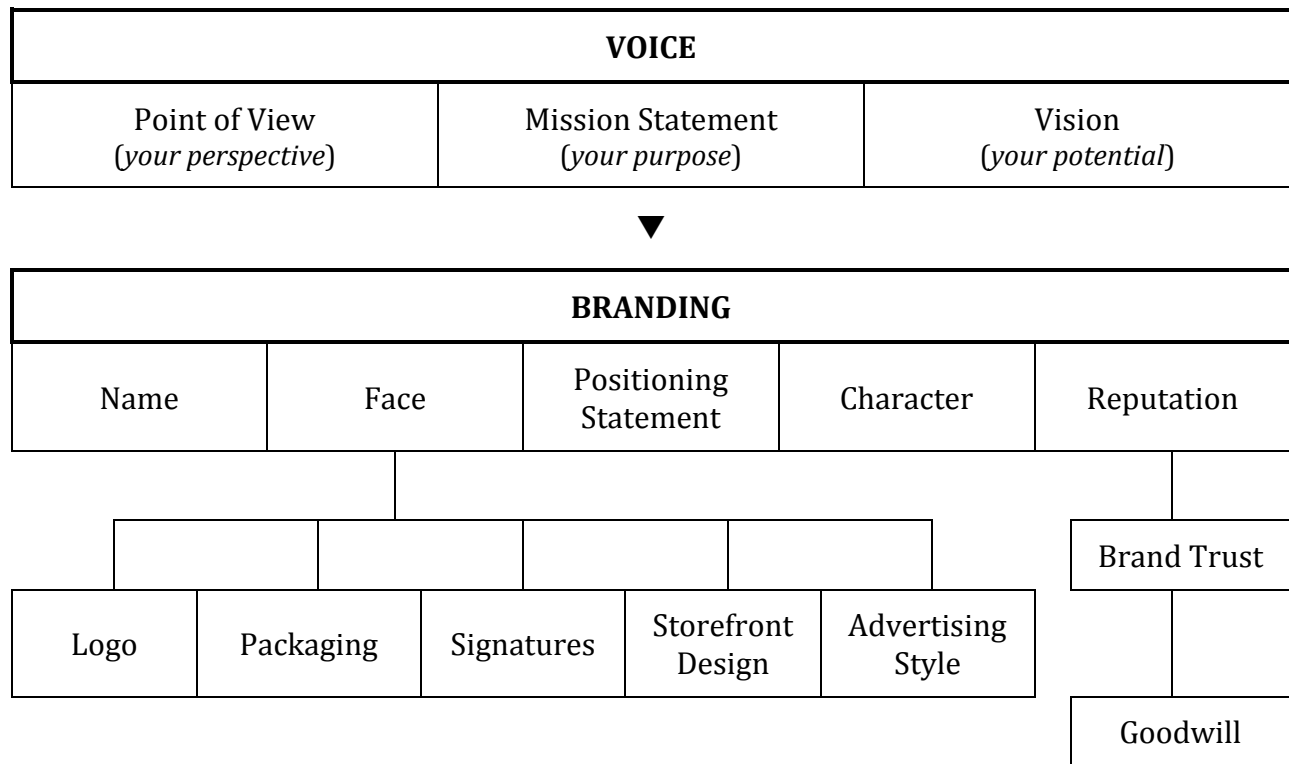 VOICE
Point of View
(your perspective)
Mission Statement
(your purpose)
Vision
(your potential)
BRANDING
Name
Face
Positioning
Statement
Character
Reputation
Brand Trust
Logo
Packaging
Signatures
Storefront
Design
Advertising
Style
Goodwill